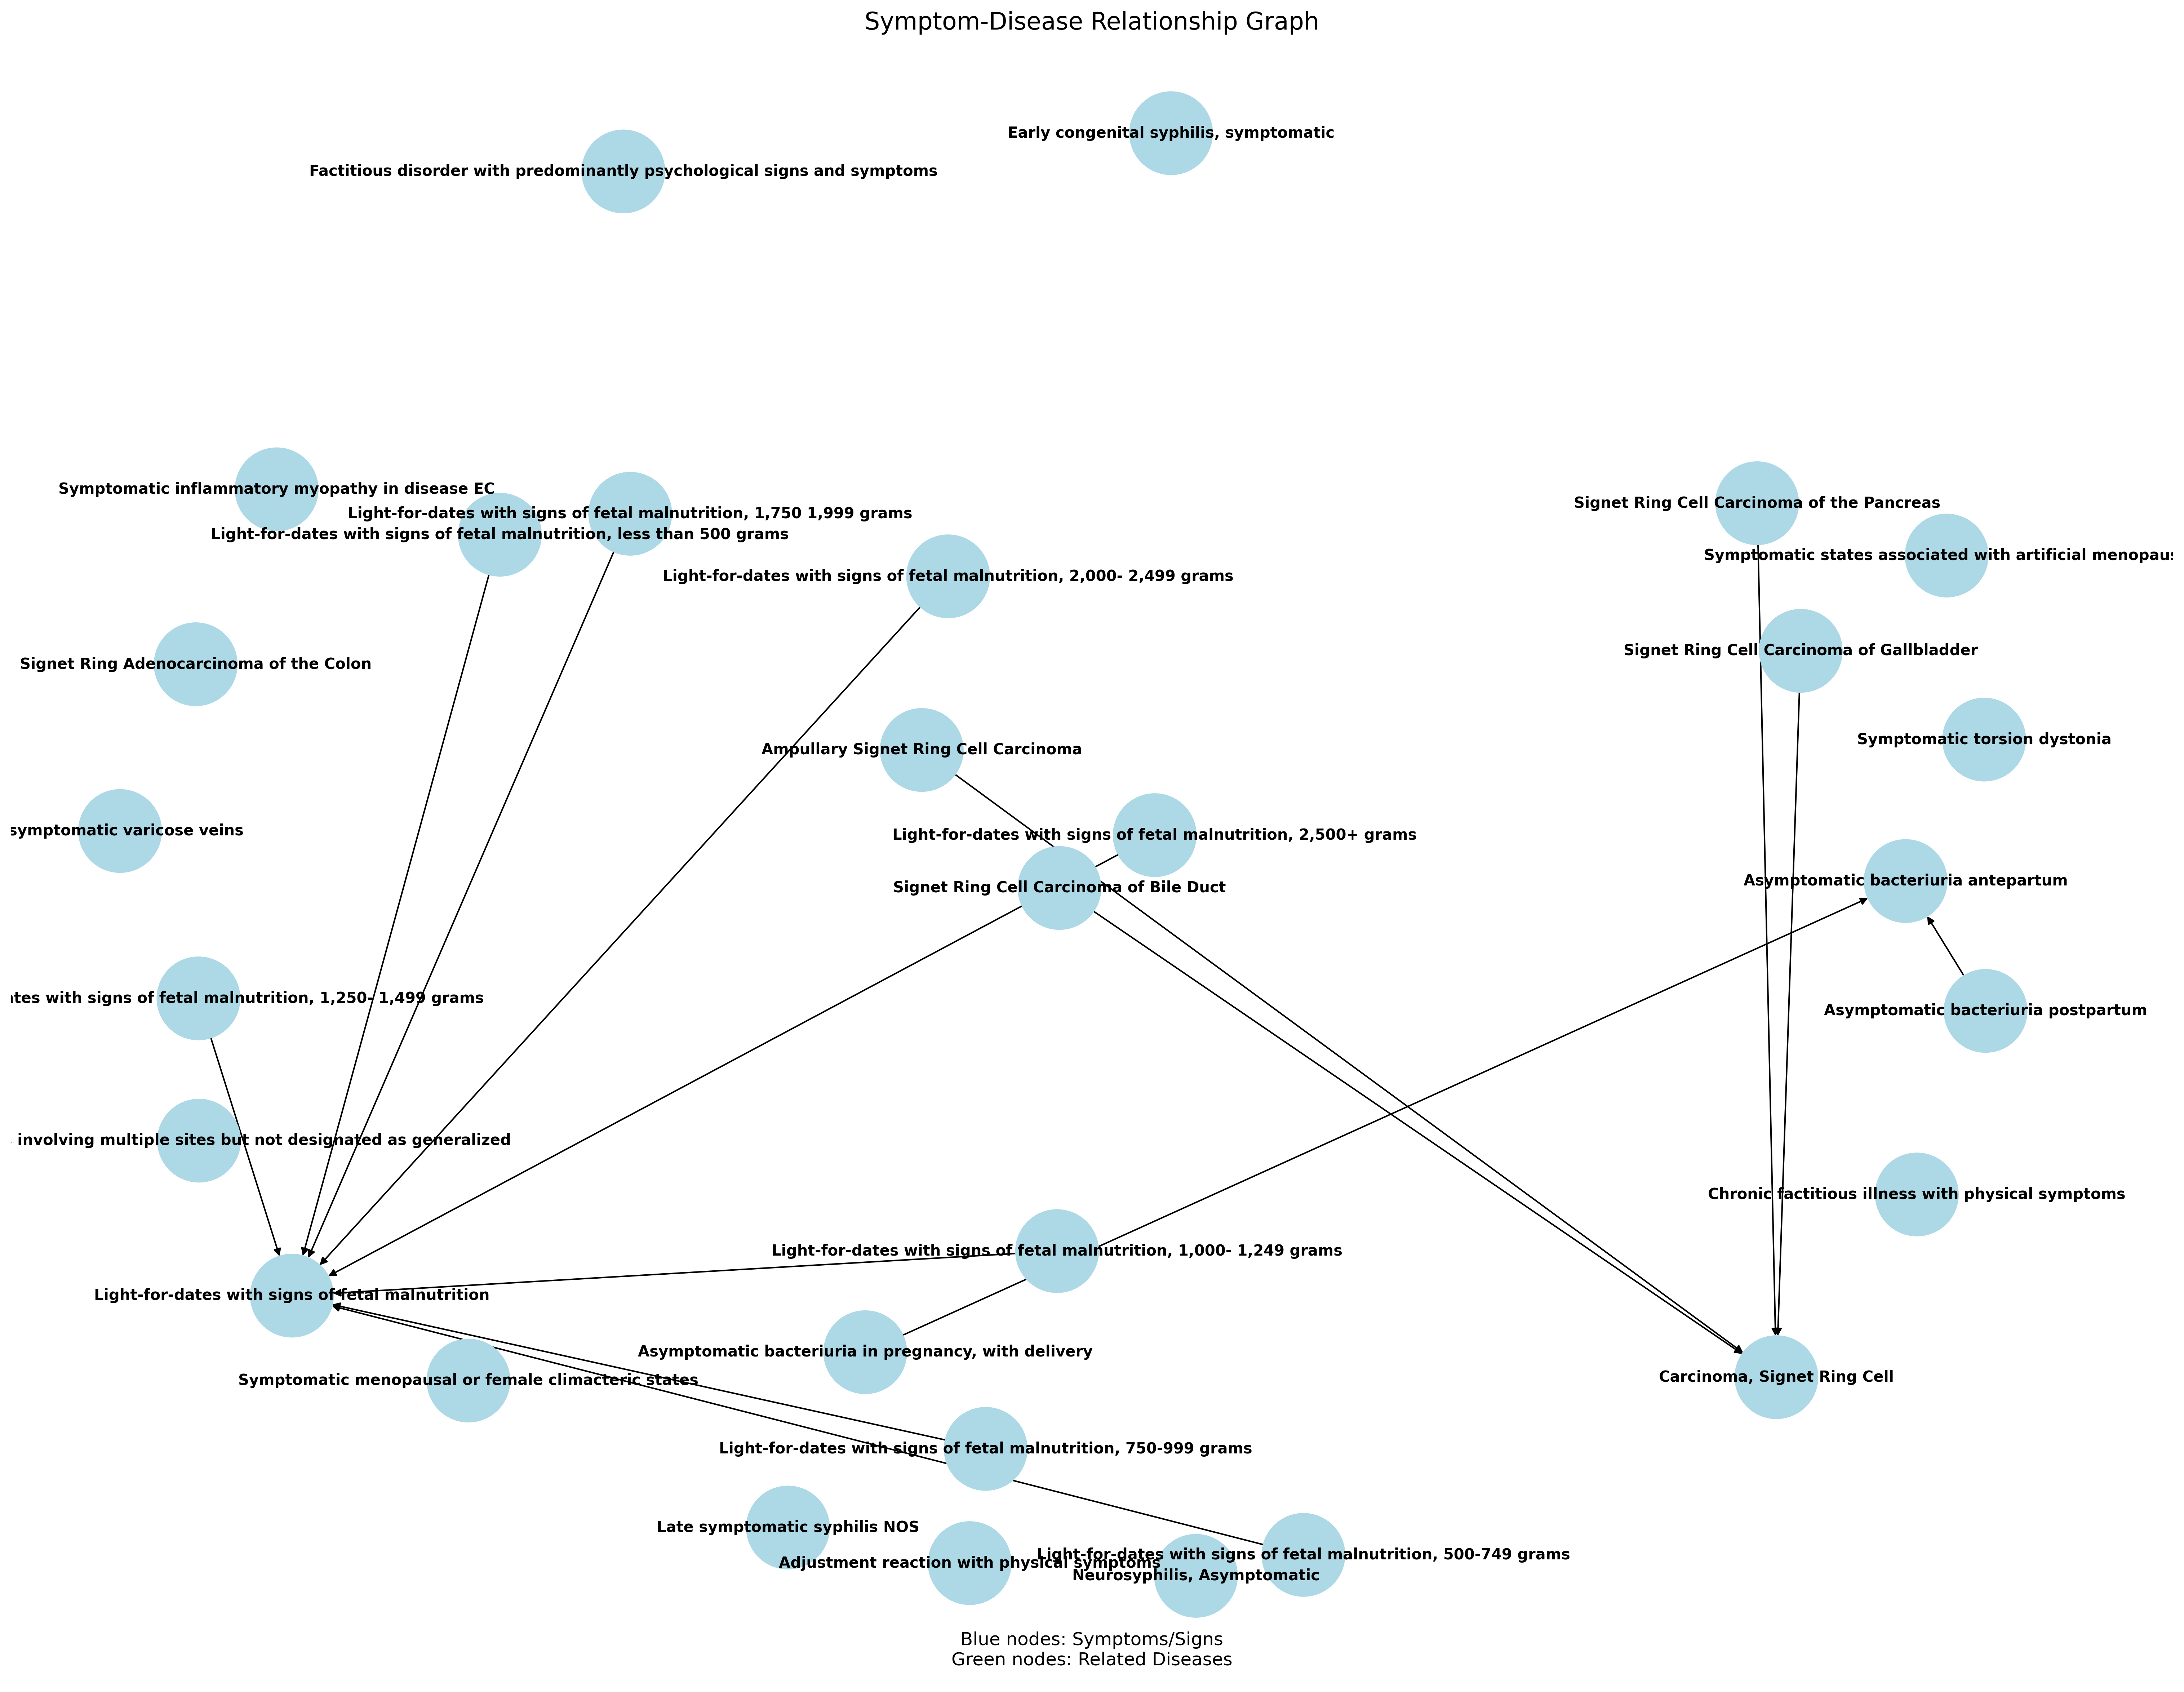 Symptom-Disease Relationship Graph
Early congenital syphilis, symptomatic
Factitious disorder with predominantly psychological signs and symptoms
Symptomatic inflammatory myopathy in disease EC
Signet Ring Cell Carcinoma of the Pancreas
Light-for-dates with signs of fetal malnutrition, 1,750 1,999 grams
Light-for-dates with signs of fetal malnutrition, less than 500 grams
Symptomatic states associated with artificial menopaus
Light-for-dates with signs of fetal malnutrition, 2,000- 2,499 grams
Signet Ring Cell Carcinoma of Gallbladder
Signet Ring Adenocarcinoma of the Colon
Symptomatic torsion dystonia
Ampullary Signet Ring Cell Carcinoma
symptomatic varicose veins
Light-for-dates with signs of fetal malnutrition, 2,500+ grams
Asymptomatic bacteriuria antepartum
Signet Ring Cell Carcinoma of Bile Duct
tes with signs of fetal malnutrition, 1,250- 1,499 grams
Asymptomatic bacteriuria postpartum
involving multiple sites but not designated as generalized
Chronic factitious illness with physical symptoms
Light-for-dates with signs of fetal malnutrition, 1,000- 1,249 grams
Light-for-dates with signs of fetal malnutrition
Asymptomatic bacteriuria in pregnancy, with delivery
Carcinoma, Signet Ring Cell
Symptomatic menopausal or female climacteric states
Light-for-dates with signs of fetal malnutrition, 750-999 grams
Late symptomatic syphilis NOS
Light-for-dates with signs of fetal malnutrition, 500-749 grams
Adjustment reaction with physical symptoms
Neurosyphilis, Asymptomatic
Blue nodes: Symptoms/Signs
Green nodes: Related Diseases